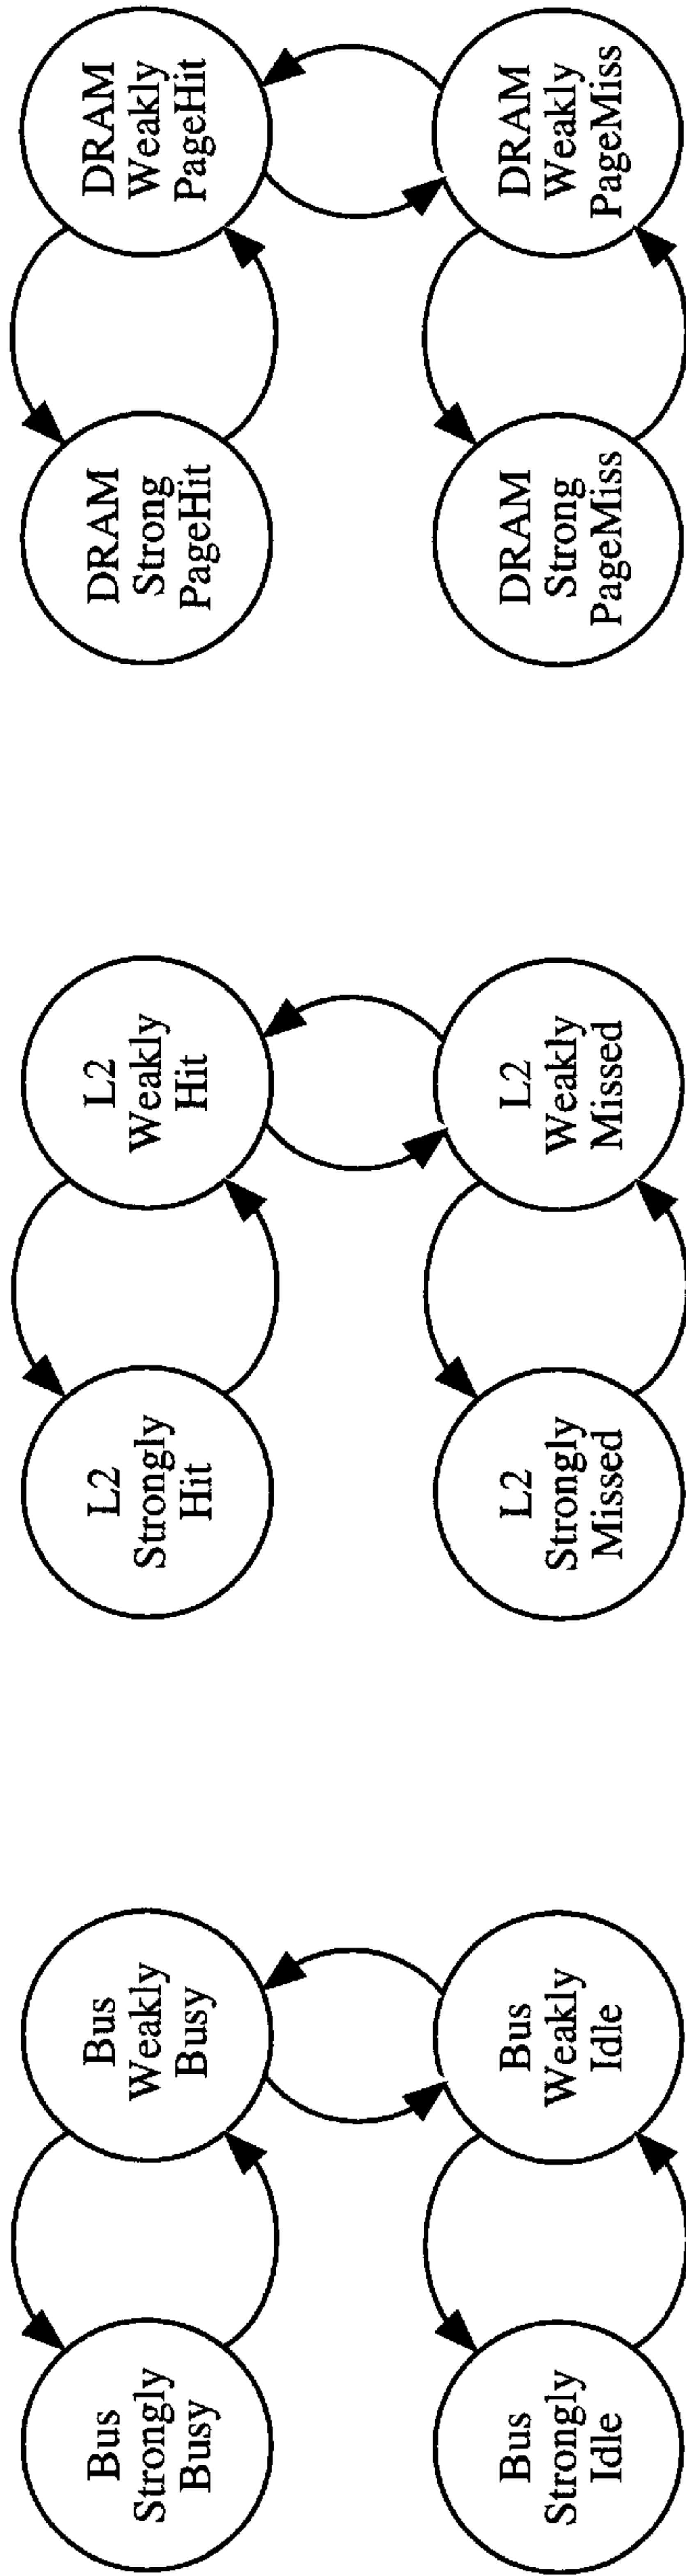 Bus
Strongly
Busy
Bus
Weakly
Busy
Bus
Strongly
Idle
Bus
Weakly
Idle
L2
Strongly
Hit
L2
Weakly
Hit
L2
Strongly
Missed
L2
Weakly
Missed
DRAM
Strong
PageHit
DRAM
Weakly
PageHit
DRAM
Strong
PageMiss
DRAM
Weakly
PageMiss